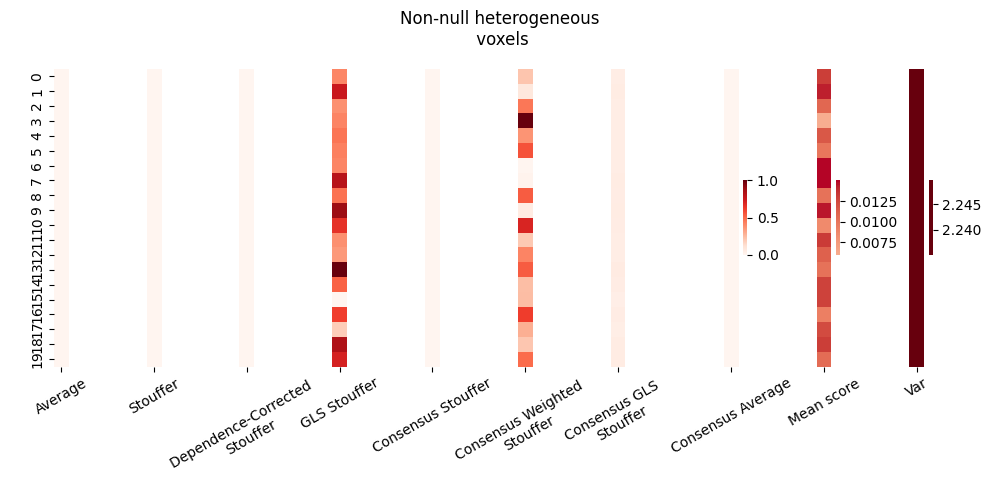 Non-null heterogeneous
voxels
0
1
2
3
4
5
6
7
8
9
10
11
12
13
14
15
16
17
18
19
1.0
0.5
0.0
0.0125
0.0100
0.0075
2.245
2.240
Average
Stouffer
Dependence-Corrected
Stouffer
GLS Stouffer
Consensus Stouffer
Consensus Weighted
Stouffer
Consensus GLS
Stouffer
Consensus Average
Mean score
Var